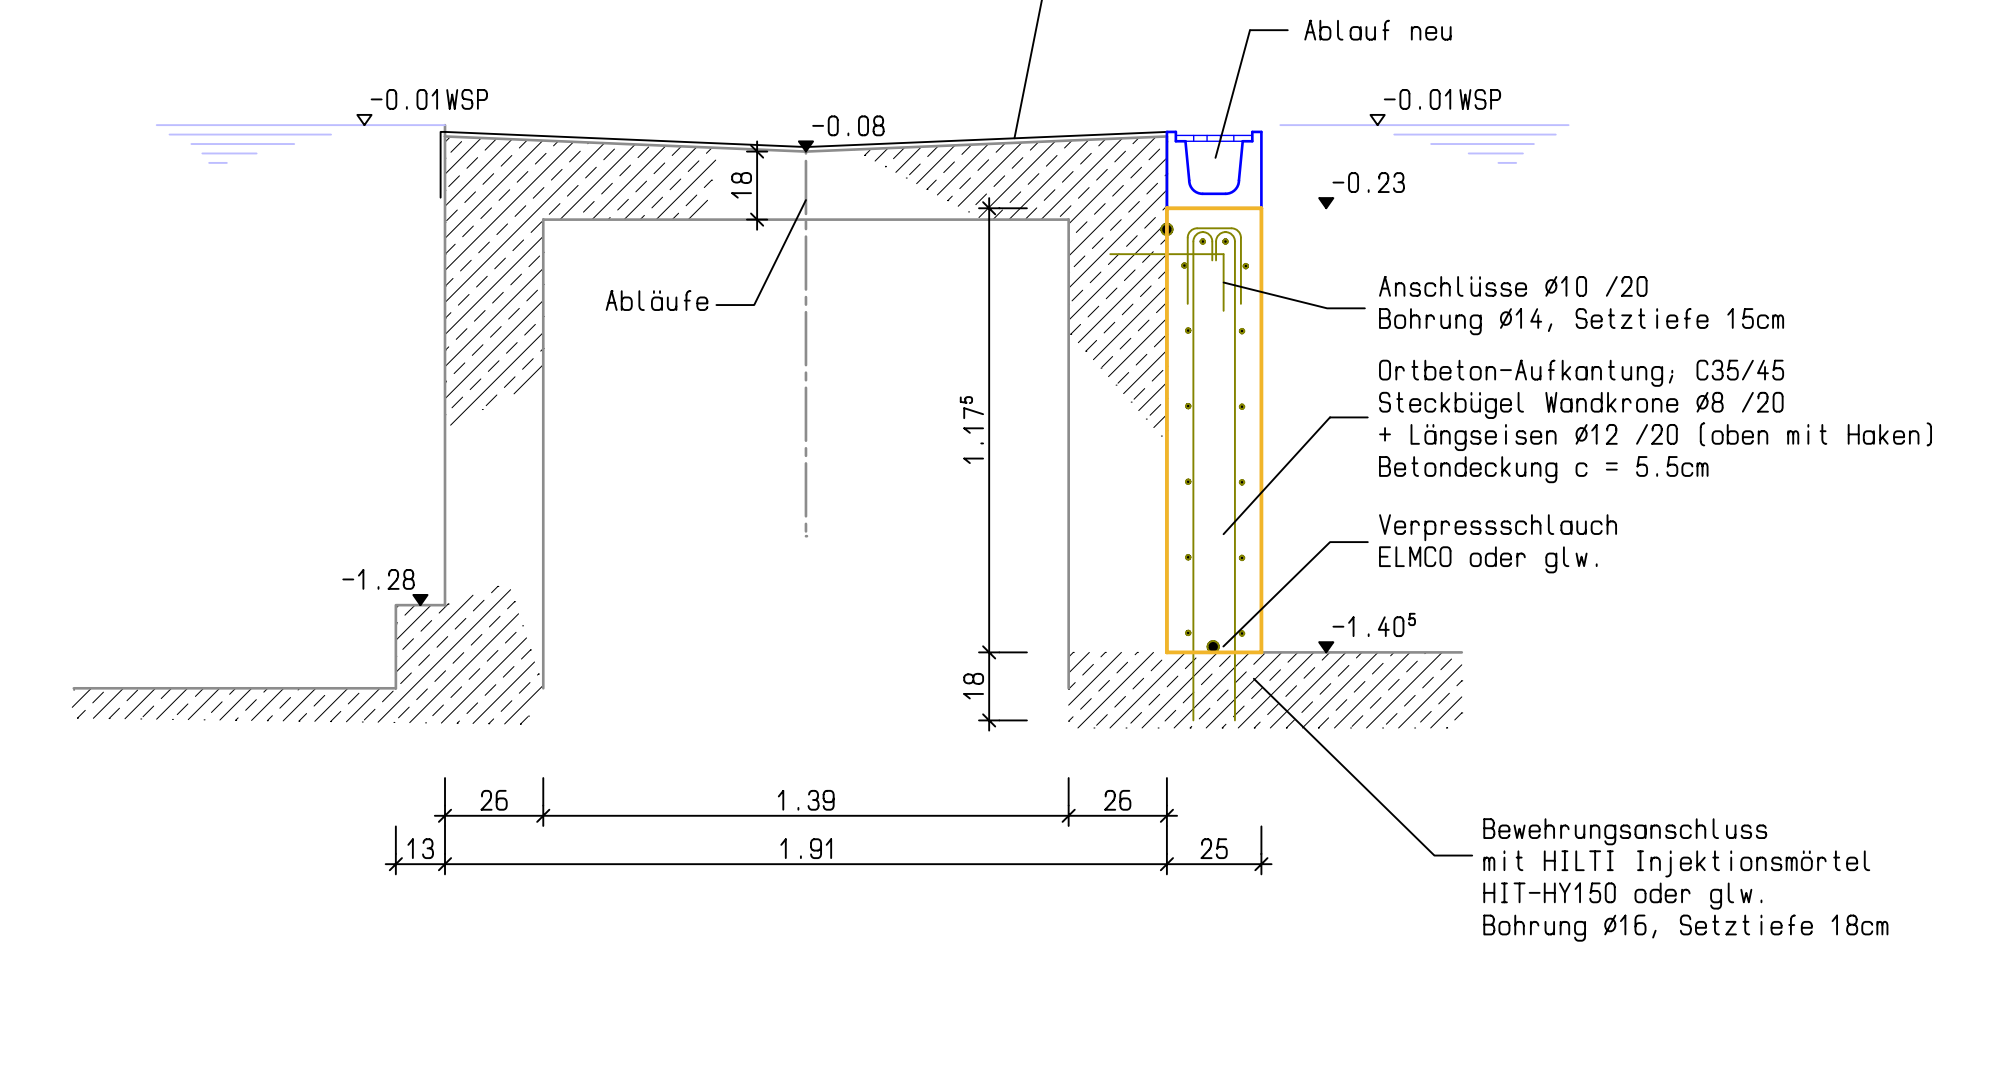 Ablauf neu
-0.01WSP
-0.01WSP
-0.08
18
-0.23
Abläufe
Anschlüsse Ø10 /20
Bohrung Ø14, Setztiefe 15cm
Ortbeton-Aufkantung; C35/45
Steckbügel Wandkrone Ø8 /20
+ Längseisen Ø12 /20 (oben mit Haken)
Betondeckung c = 5.5cm
1.17⁵
Verpressschlauch
ELMCO oder glw.
-1.28
-1.40⁵
18
26
1.39
26
13
1.91
25
Bewehrungsanschluss
mit HILTI Injektionsmörtel
HIT-HY150 oder glw.
Bohrung Ø16, Setztiefe 18cm